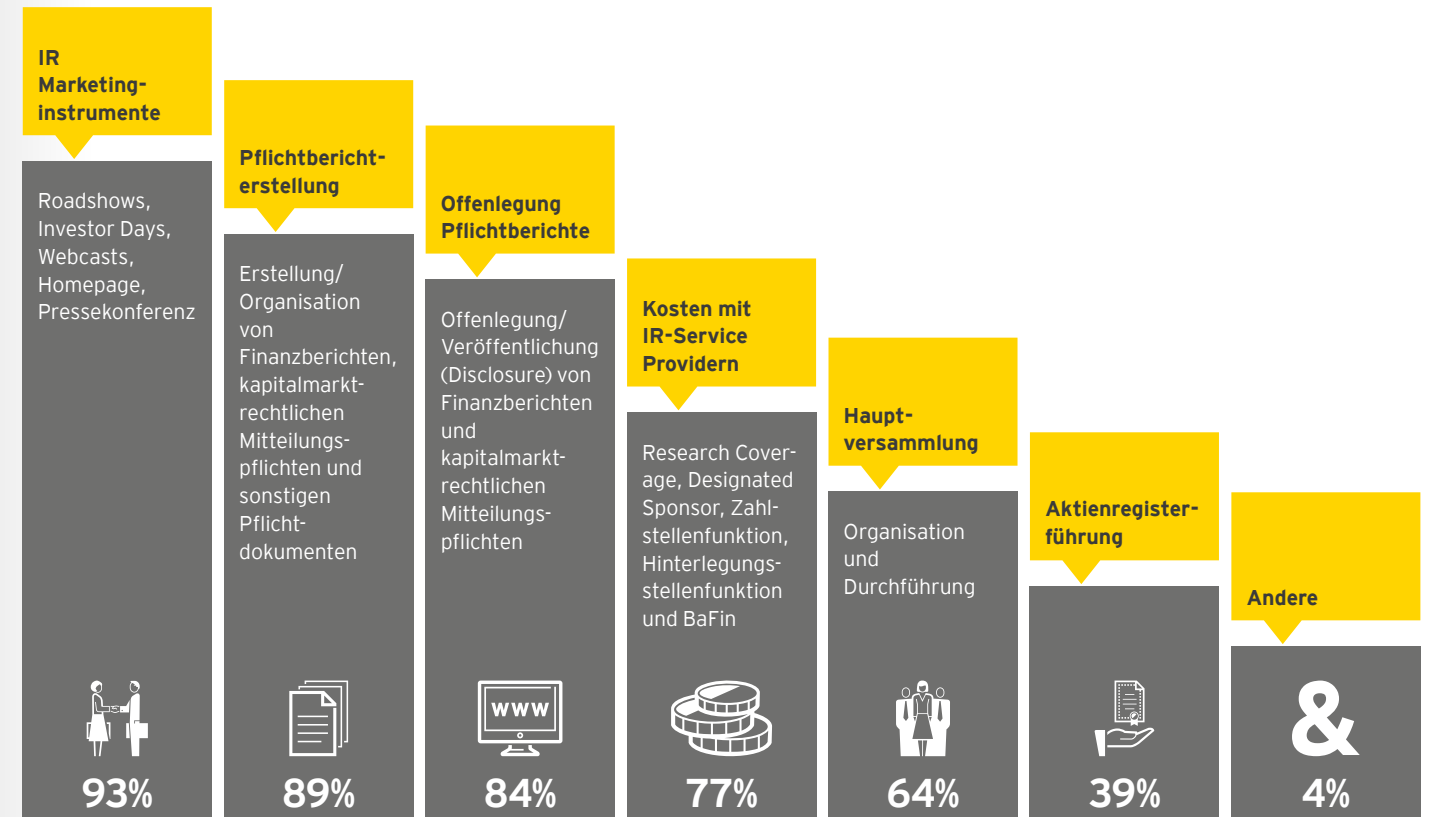 IR
Marketing-
instrumente
Roadshows,
Investor Days,
Webcasts,
Homepage,
Pressekonferenz
93%
Pflichtbericht-
erstellung
Erstellung/
Organisation
von
Finanzberichten,
kapitalmarkt-
rechtlichen
Mitteilungs-
pflichten und
sonstigen
Pflicht-
dokumenten
89%
Offenlegung
Pflichtberichte
Offenlegung/
Veröffentlichung
(Disclosure) von
Finanzberichten
und
kapitalmarkt-
rechtlichen
Mitteilungs-
pflichten
www
84%
Kosten mit
IR-Service
Providern
Research Cover-
age, Designated
Sponsor, Zahl-
stellenfunktion,
Hinterlegungs-
stellenfunktion
und BaFin
77%
Haupt-
versammlung
Organisation
und
Durchführung
64%
Aktienregister-
führung
39%
Andere
&
4%